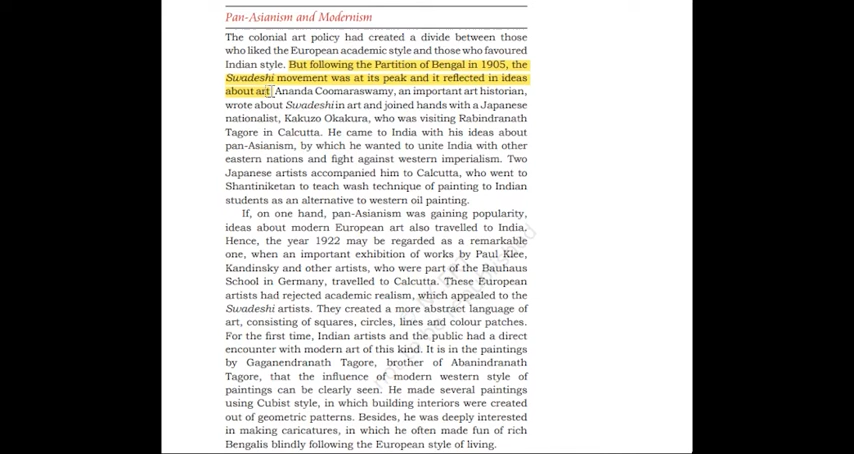 Pan-Asianism and Modernism
The colonial art policy had created a divide between those
who liked the European academic style and those who favoured
Indian style. But following the Partition of Bengal in 1905, the
Swadeshi movement was at its peak and it reflected in ideas
about art. Ananda Coomaraswamy, an important art historian,
wrote about Swadeshi in art and joined hands with a Japanese
nationalist, Kakuzo Okakura, who was visiting Rabindranath
Tagore in Calcutta. He came to India with his ideas about
pan-Asianism, by which he wanted to unite India with other
eastern nations and fight against western imperialism. Two
Japanese artists accompanied him to Calcutta, who went to
Shantiniketan to teach wash technique of painting to Indian
students as an alternative to western oil painting.
If, on one hand, pan-Asianism was gaining popularity,
ideas about modern European art also travelled to India.
Hence, the year 1922 may be regarded as a remarkable
one, when an important exhibition of works by Paul Klee,
Kandinsky and other artists, who were part of the Bauhaus
School in Germany, travelled to Calcutta. These European
artists had rejected academic realism, which appealed to the
Swadeshi artists. They created a more abstract language of
art, consisting of squares, circles, lines and colour patches.
For the first time, Indian artists and the public had a direct
encounter with modern art of this kind. It is in the paintings
by Gaganendranath Tagore, brother of Abanindranath
Tagore, that the influence of modern western style of
paintings can be clearly seen. He made several paintings
using Cubist style, in which building interiors were created
out of geometric patterns. Besides, he was deeply interested
in making caricatures, in which he often made fun of rich
Bengalis blindly following the European style of living.